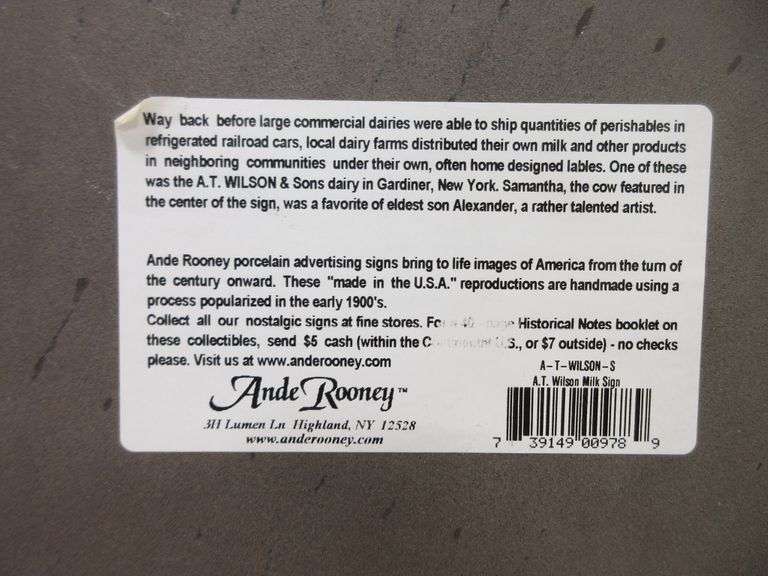 Way back before large commercial dairies were able to ship quantities of perishables in
refrigerated railroad cars, local dairy farms distributed their own milk and other products
in neighboring communities under their own, often home designed lables. One of these
was the A.T. WILSON & Sons dairy in Gardiner, New York. Samantha, the cow featured in
the center of the sign, was a favorite of eldest son Alexander, a rather talented artist.
Ande Rooney porcelain advertising signs bring to life images of America from the turn of
the century onward. These "made in the U.S.A." reproductions are handmade using a
process popularized in the early 1900's.
Collect all our nostalgic signs at fine stores. Historical Notes booklet on
these collectibles, send $5 cash (within the or $7 outside) - no checks
please. Visit us at www.anderooney.com
Ande Rooney™
311 Lumen Ln Highland, NY 12528
www.anderooney.com
A-T-WILSON-S
A.T. Wilson Milk Sign
7 39149 00978 9